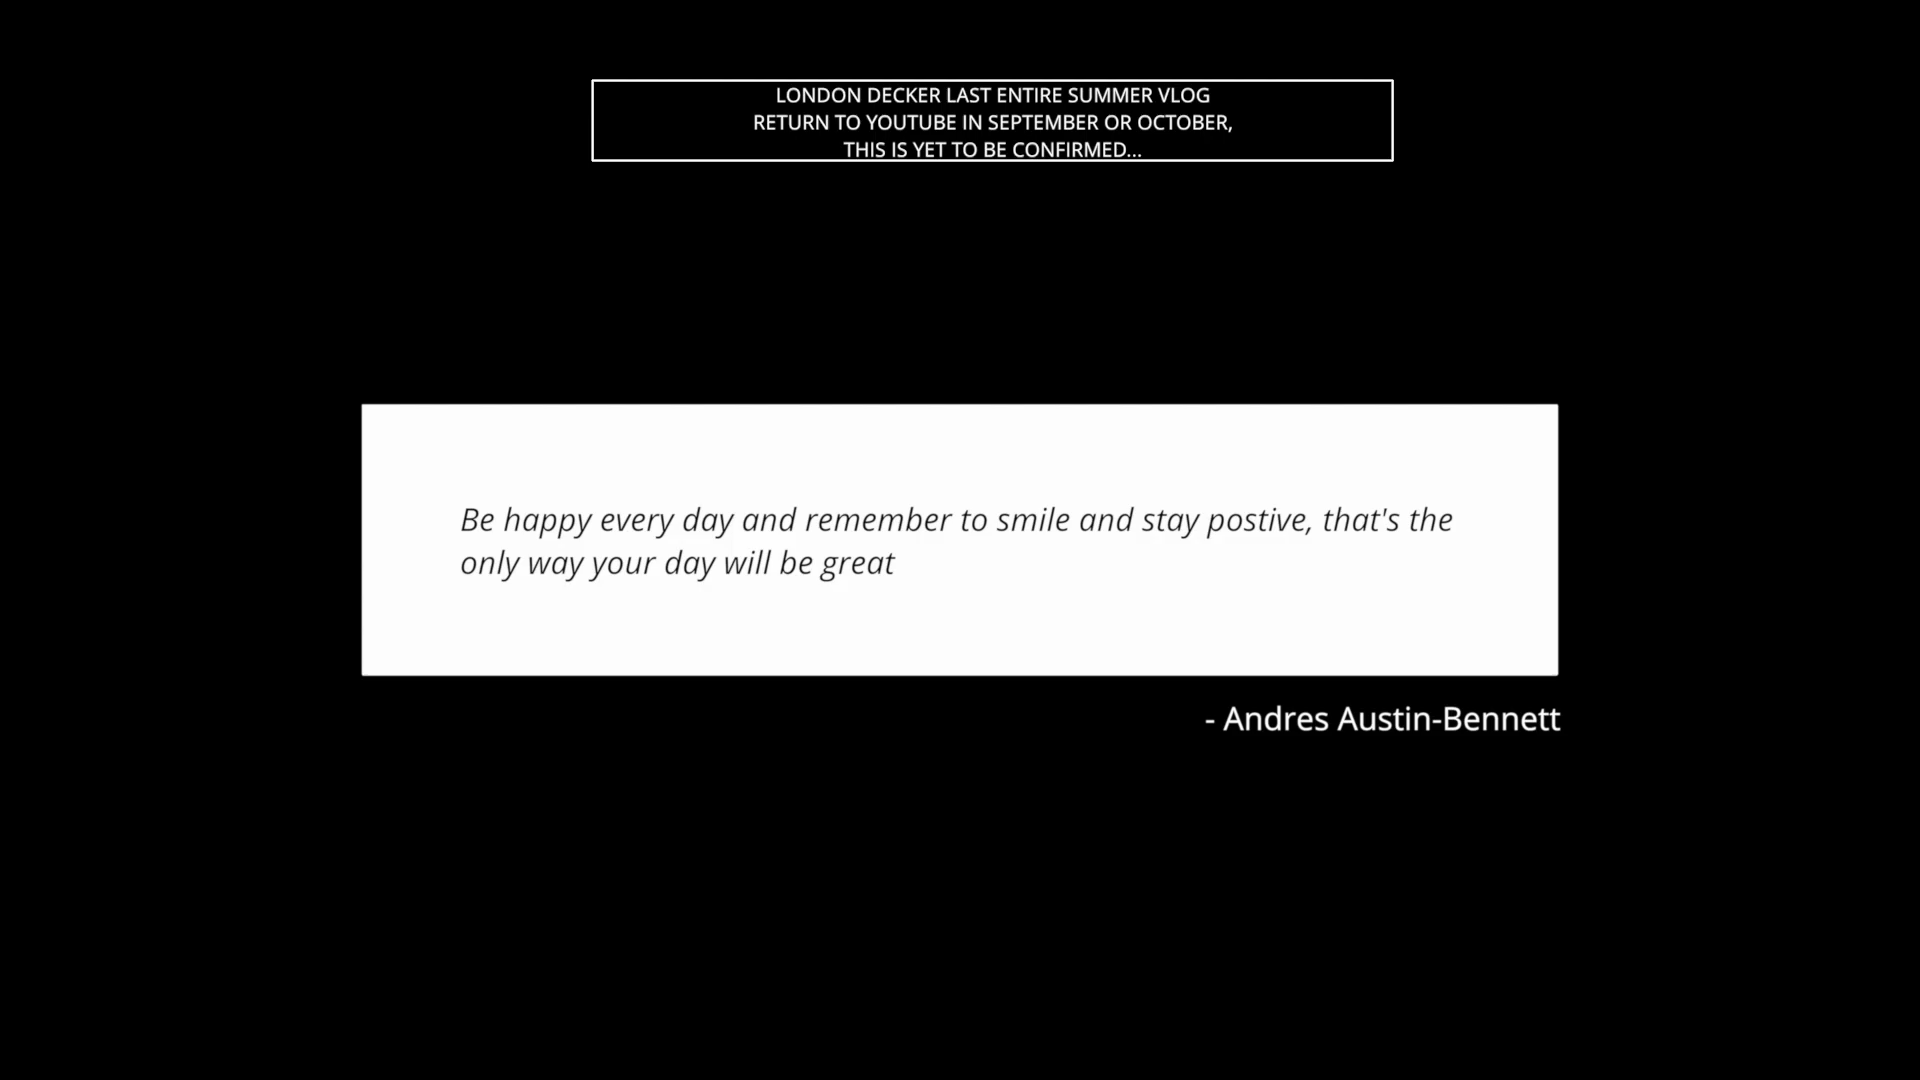 LONDON DECKER LAST ENTIRE SUMMER VLOG
RETURN TO YOUTUBE IN SEPTEMBER OR OCTOBER,
THIS IS YET TO BE CONFIRMED...
Be happy every day and remember to smile and stay postive, that's the
only way your day will be great
- Andres Austin-Bennett